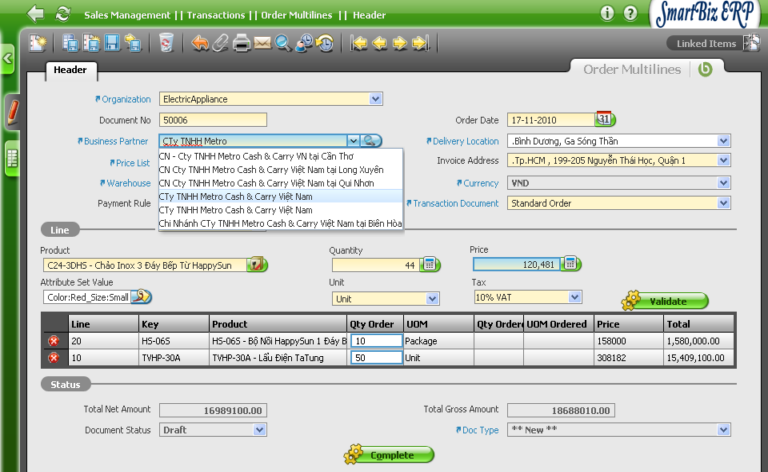 Sales Management || Transactions || Order Multilines || Header
SmartBiz ERP
Linked Items
Header
Order Multilines
Organization ElectricAppliance
Document No 50006 Order Date 17-11-2010 31
Business Partner CTy TNHH Metro Delivery Location .Bình Dương, Ga Sóng Thần
CN - Cty TNHH Metro Cash & Carry VN tại Cần Thơ
Price List CN Cty TNHH Metro Cash & Carry Việt Nam tại Long Xuyên Invoice Address .Tp.HCM , 199-205 Nguyễn Thái Học, Quận 1
Warehouse CN Cty TNHH Metro Cash & Carry Việt Nam tại Qui Nhơn Currency VND
CTy TNHH Metro Cash & Carry Việt Nam
Payment Rule CTy TNHH Metro Cash & Carry Việt Nam Transaction Document Standard Order
Chi Nhánh CTy TNHH Metro Cash & Carry Việt Nam tại Biên Hòa
Line
Product Quantity Price
C24-3DHS - Chảo Inox 3 Đáy Bếp Từ HappySun 44 120,481
Attribute Set Value Unit Tax
Color:Red_Size:Small Unit 10% VAT Validate
Line Key Product Qty Order UOM Qty Ordere UOM Ordered Price Total
20 HS-06S HS-06S - Bộ Nồi HappySun 1 Đáy B 10 Package 158000 1,580,000.00
10 TVHP-30A TVHP-30A - Lẩu Điện TaTung 50 Unit 308182 15,409,100.00
Status
Total Net Amount 16989100.00 Total Gross Amount 18688010.00
Document Status Draft Doc Type ** New **
Complete